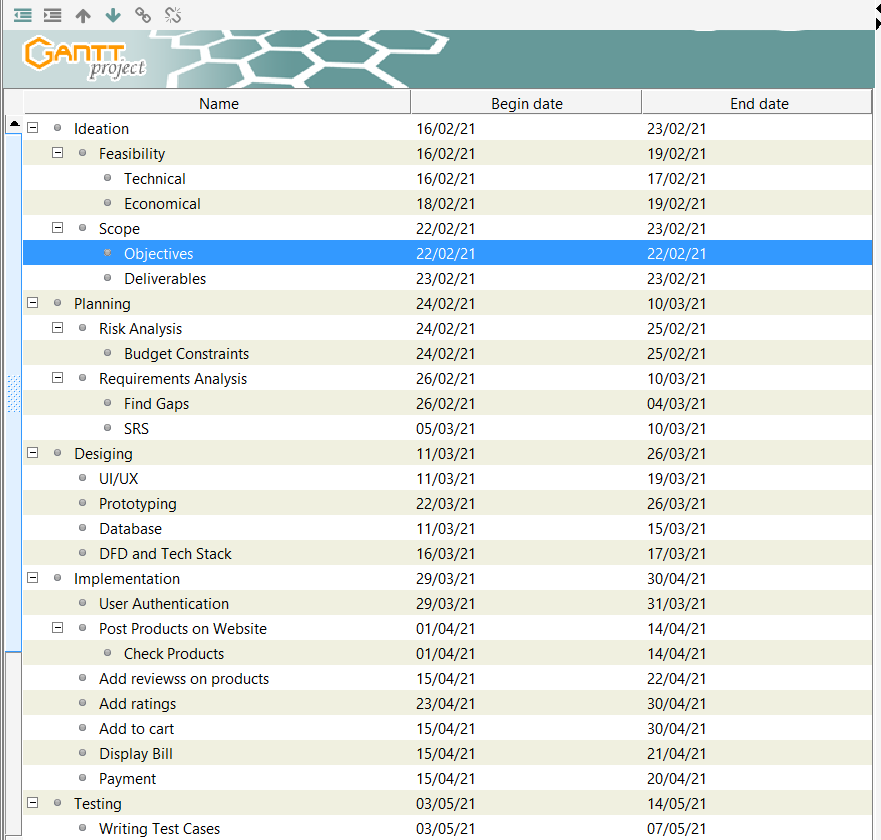 GANTT
project
Name Begin date End date
Ideation 16/02/21 23/02/21
Feasibility 16/02/21 19/02/21
Technical 16/02/21 17/02/21
Economical 18/02/21 19/02/21
Scope 22/02/21 23/02/21
Objectives 22/02/21 22/02/21
Deliverables 23/02/21 23/02/21
Planning 24/02/21 10/03/21
Risk Analysis 24/02/21 25/02/21
Budget Constraints 24/02/21 25/02/21
Requirements Analysis 26/02/21 10/03/21
Find Gaps 26/02/21 04/03/21
SRS 05/03/21 10/03/21
Desiging 11/03/21 26/03/21
UI/UX 11/03/21 19/03/21
Prototyping 22/03/21 26/03/21
Database 11/03/21 15/03/21
DFD and Tech Stack 16/03/21 17/03/21
Implementation 29/03/21 30/04/21
User Authentication 29/03/21 31/03/21
Post Products on Website 01/04/21 14/04/21
Check Products 01/04/21 14/04/21
Add reviewss on products 15/04/21 22/04/21
Add ratings 23/04/21 30/04/21
Add to cart 15/04/21 30/04/21
Display Bill 15/04/21 21/04/21
Payment 15/04/21 20/04/21
Testing 03/05/21 14/05/21
Writing Test Cases 03/05/21 07/05/21